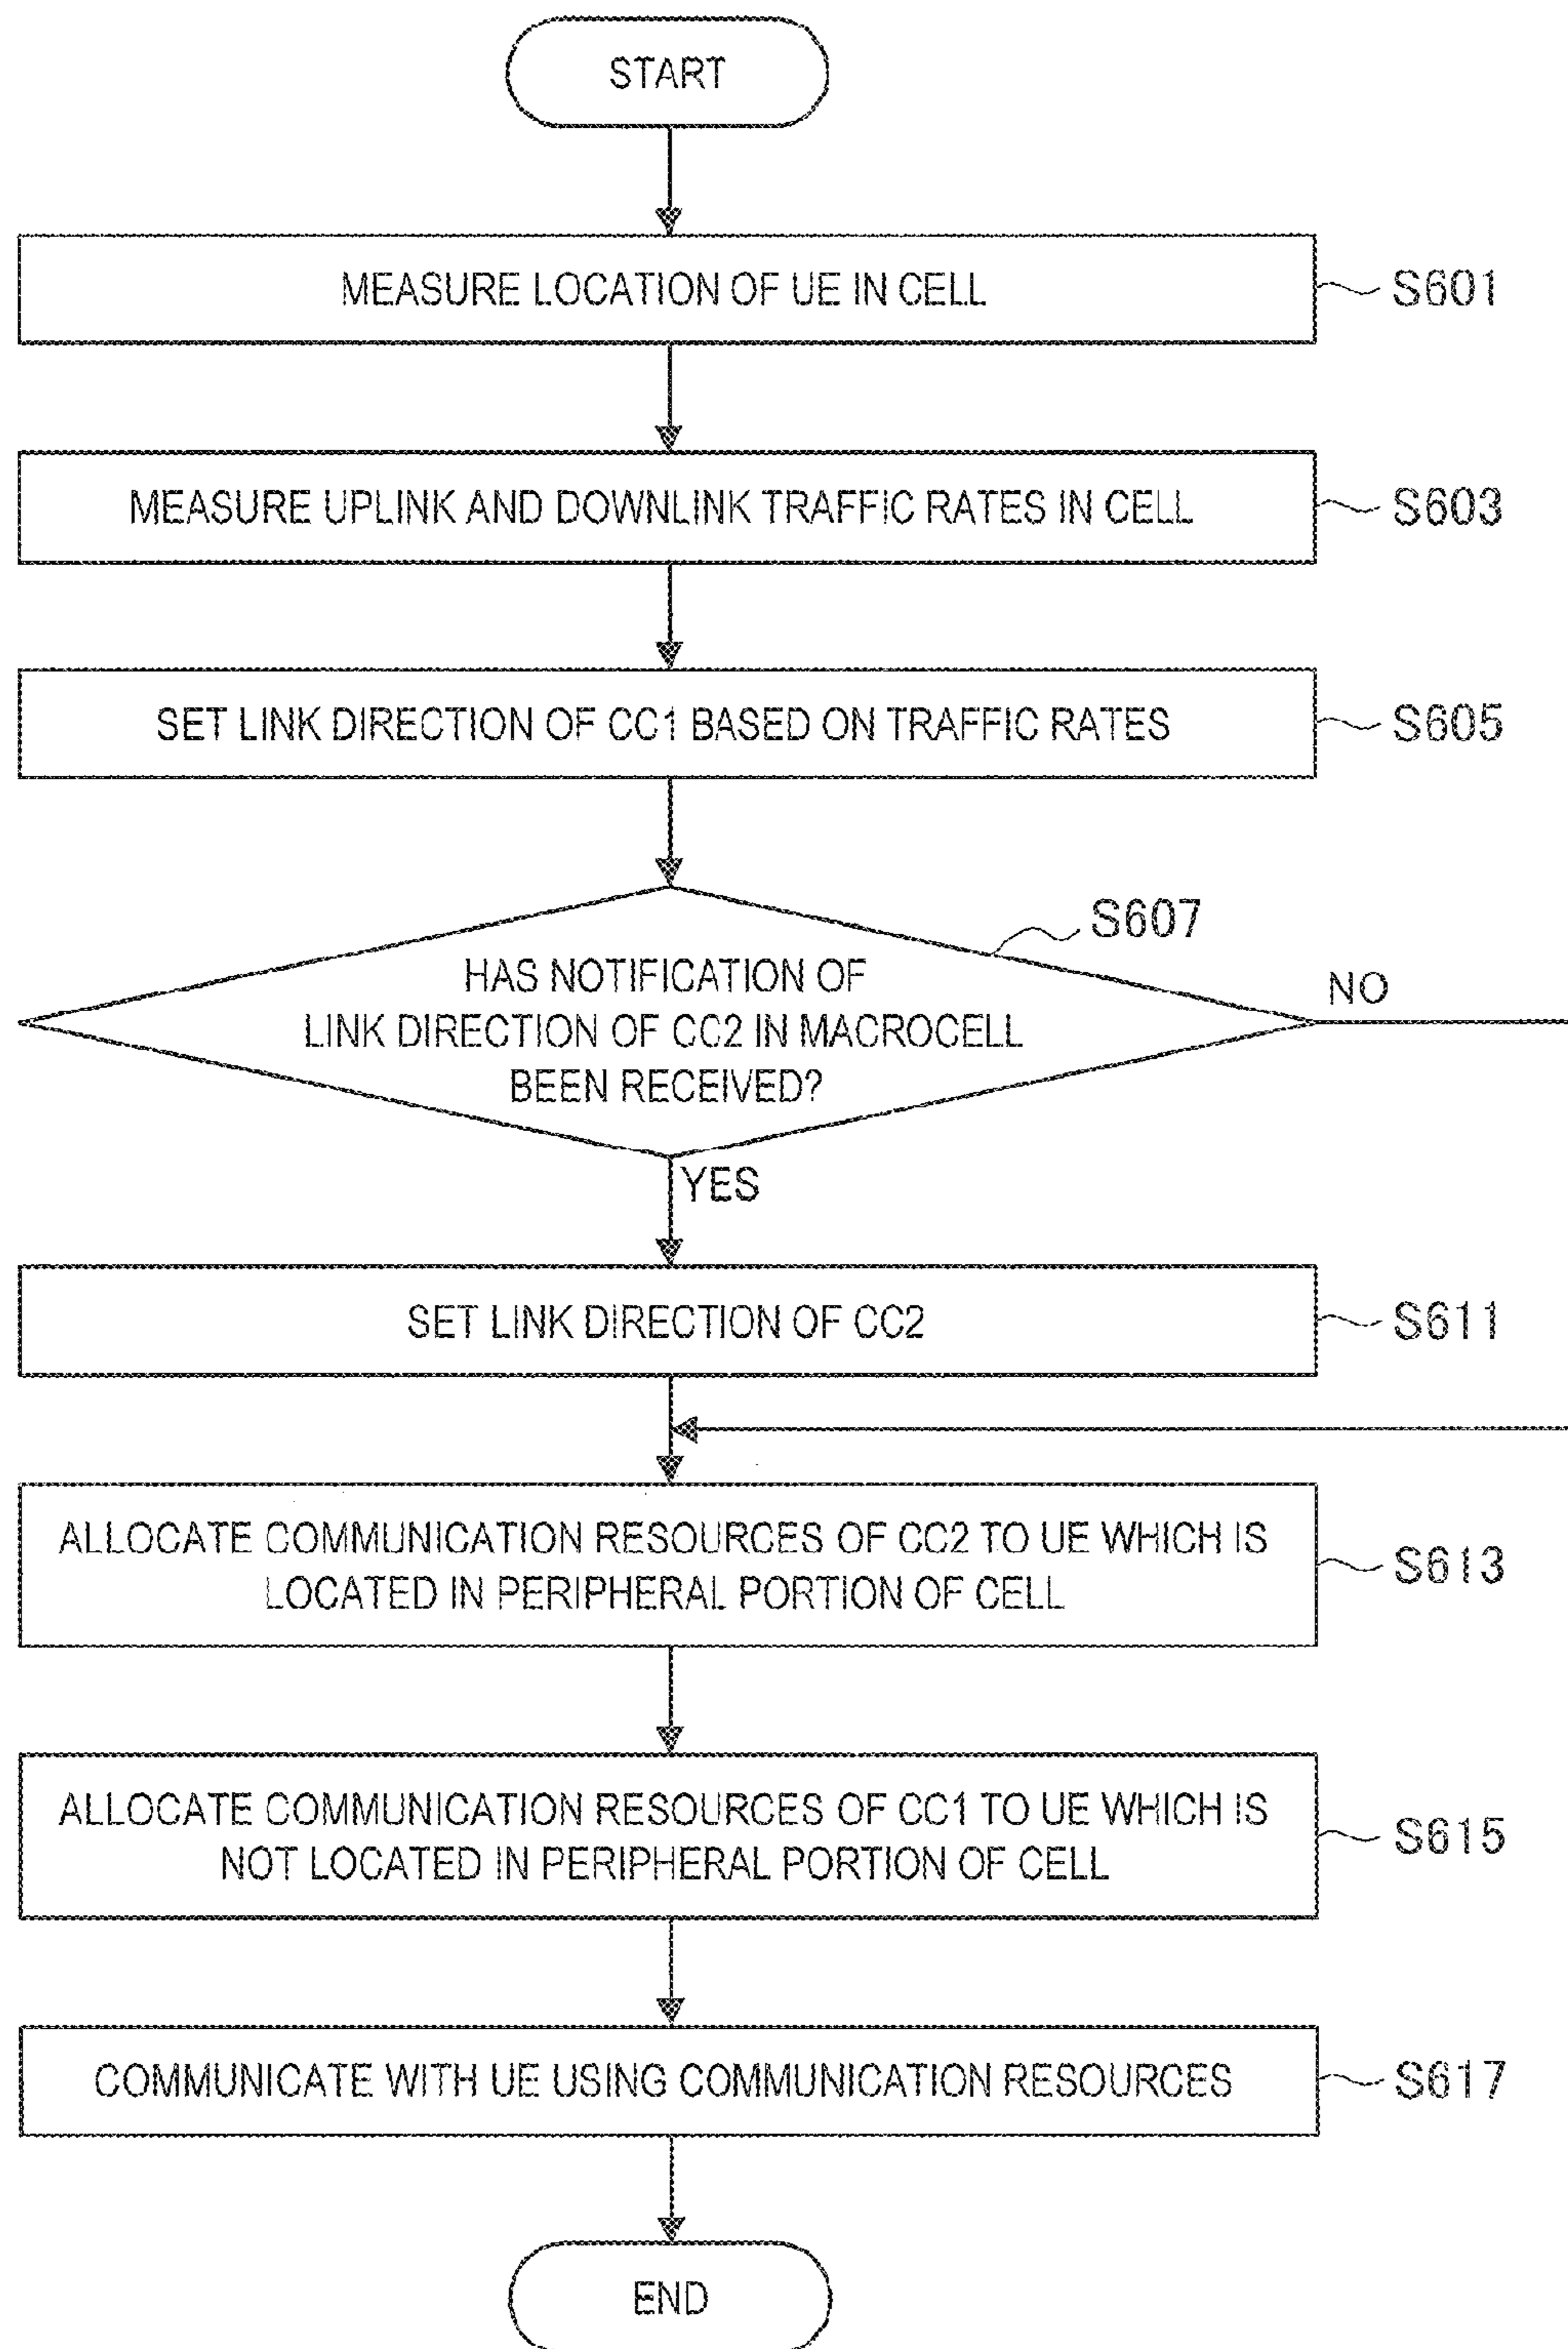 START
MEASURE LOCATION OF UE IN CELL
S601
MEASURE UPLINK AND DOWNLINK TRAFFIC RATES IN CELL
S603
SET LINK DIRECTION OF CC1 BASED ON TRAFFIC RATES
S605
S607
HAS NOTIFICATION OF
LINK DIRECTION OF CC2 IN MACROCELL
BEEN RECEIVED?
NO
YES
SET LINK DIRECTION OF CC2
S611
ALLOCATE COMMUNICATION RESOURCES OF CC2 TO UE WHICH IS
LOCATED IN PERIPHERAL PORTION OF CELL
S613
ALLOCATE COMMUNICATION RESOURCES OF CC1 TO UE WHICH IS
NOT LOCATED IN PERIPHERAL PORTION OF CELL
S615
COMMUNICATE WITH UE USING COMMUNICATION RESOURCES
S617
END